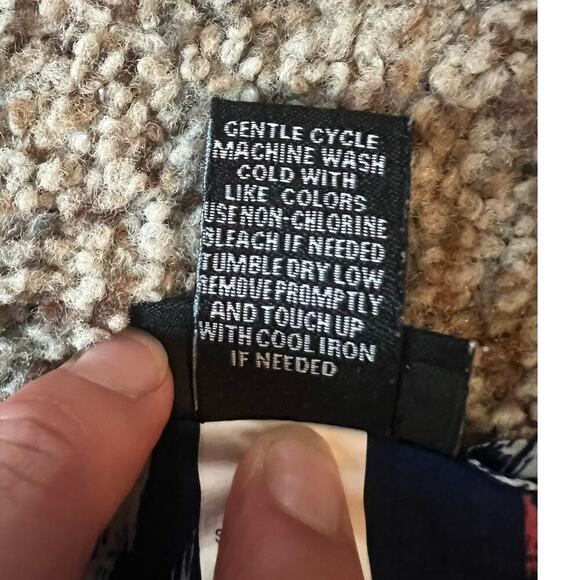 GENTLE CYCLE
MACHINE WASH
COLD WITH
LIKE COLORS
USE NON-CHLORINE
BLEACH IF NEEDED
TUMBLE DRY LOW
REMOVE PROMPTLY
AND TOUCH UP
WITH COOL IRON
IF NEEDED